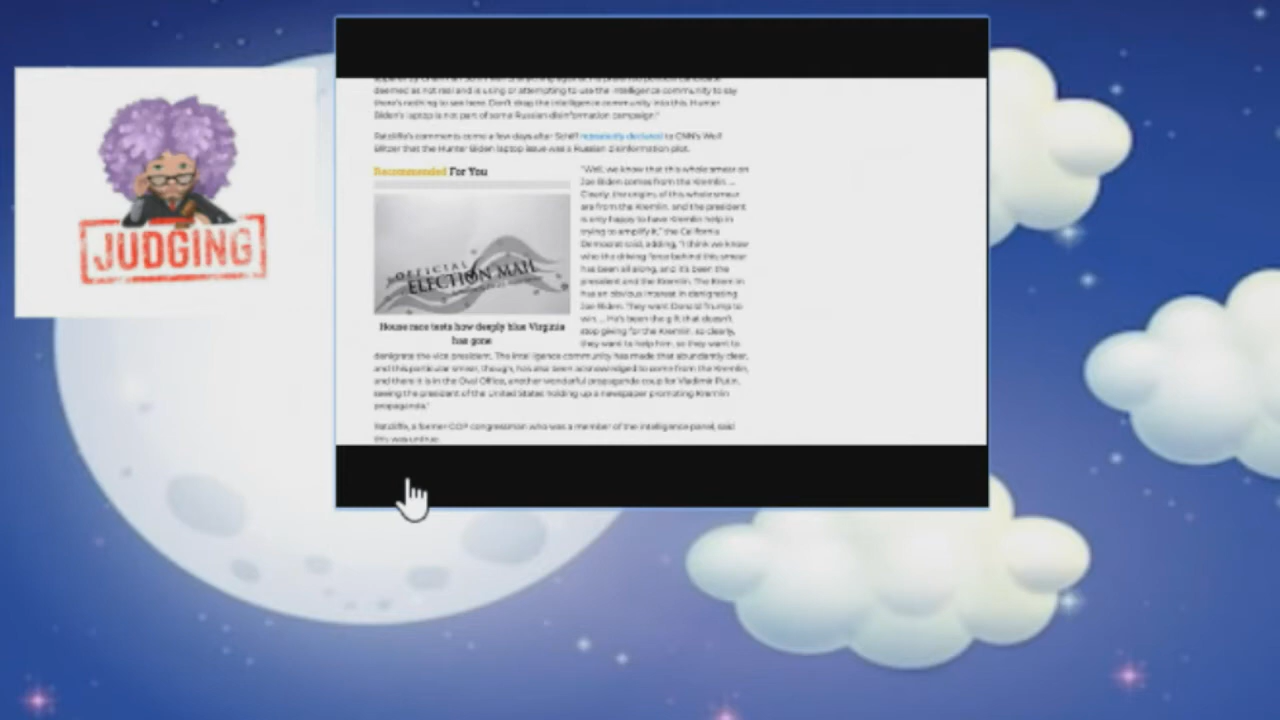 deemed as not real and is using or attempting to use the intelligence community to say
there's nothing to see here. Don't drag the intelligence community into this. Hunter
Biden's laptop is not part of some Russian disinformation campaign."
Ratcliffe's comments come a few days after Schiff repeatedly declared to CNN's Wolf
Blitzer that the Hunter Biden laptop issue was a Russian disinformation plot.
Recommended For You
OFFICIAL
ELECTION MAIL
House race tests how deeply blue Virginia
has gone
JUDGING
"Well, we know that this whole smear on
Joe Biden comes from the Kremlin. ...
Clearly, the origins of this whole smear
are from the Kremlin, and the president
is only happy to have Kremlin help in
trying to amplify it," the California
Democrat said, adding, "I think we know
who the driving force behind this smear
has been all along, and it's been the
president and the Kremlin. The Kremlin
has an obvious interest in denigrating
Joe Biden. They want Donald Trump to
win. ... He's been the gift that doesn't
stop giving for the Kremlin, so clearly,
they want to help him, so they want to
denigrate the vice president. The intelligence community has made that abundantly clear,
and this particular smear, though, has also been acknowledged to come from the Kremlin,
and there it is in the Oval Office, another wonderful propaganda coup for Vladimir Putin,
seeing the president of the United States holding up a newspaper promoting Kremlin
propaganda."
Ratcliffe, a former GOP congressman who was a member of the intelligence panel, said
this was untrue.